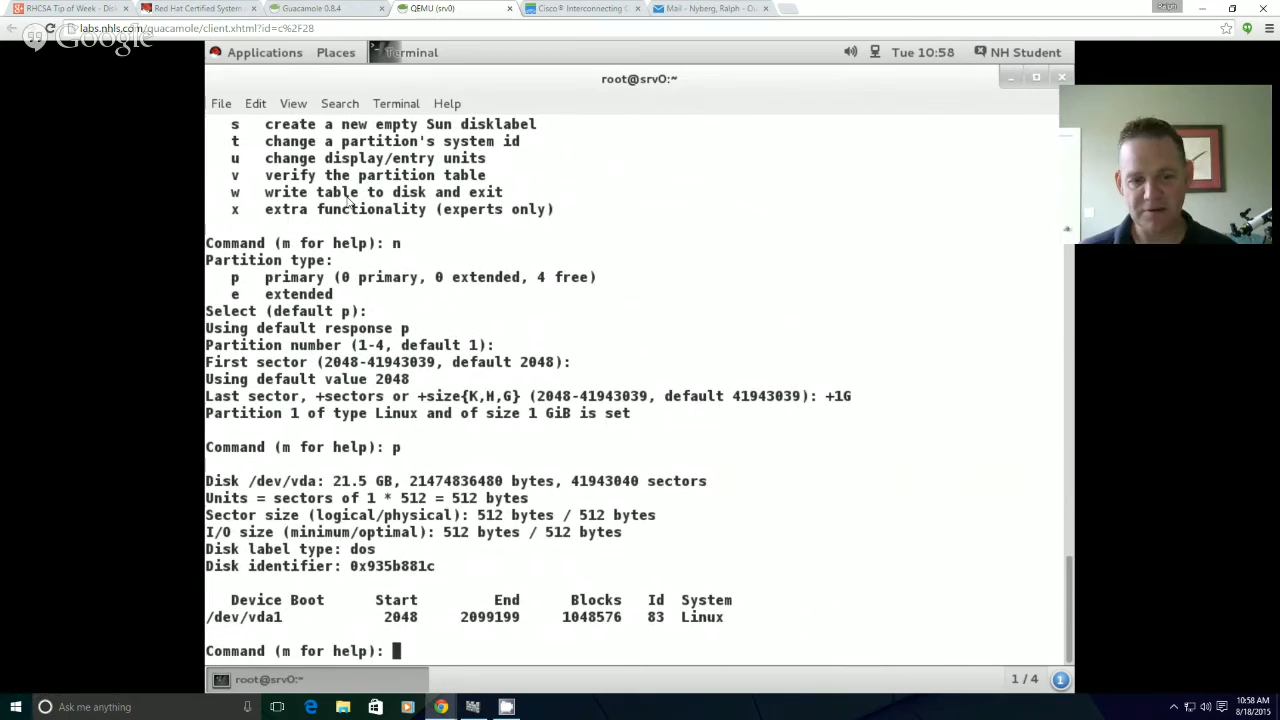 RHCSA Tip of Week - Disk
Red Hat Certified System A
Guacamole 0.8.4
QEMU (srv0)
Cisco® Interconnecting C
Mail - Nyberg, Ralph - Out
Ralph
labs.nhls.com/guacamole/client.xhtml?id=c%2F28
Google
Applications Places Terminal Tue 10:58 NH Student
root@srv0:~
File Edit View Search Terminal Help
s create a new empty Sun disklabel
t change a partition's system id
u change display/entry units
v verify the partition table
w write table to disk and exit
x extra functionality (experts only)
Command (m for help): n
Partition type:
p primary (0 primary, 0 extended, 4 free)
e extended
Select (default p):
Using default response p
Partition number (1-4, default 1):
First sector (2048-41943039, default 2048):
Using default value 2048
Last sector, +sectors or +size{K,M,G} (2048-41943039, default 41943039): +1G
Partition 1 of type Linux and of size 1 GiB is set
Command (m for help): p
Disk /dev/vda: 21.5 GB, 21474836480 bytes, 41943040 sectors
Units = sectors of 1 * 512 = 512 bytes
Sector size (logical/physical): 512 bytes / 512 bytes
I/O size (minimum/optimal): 512 bytes / 512 bytes
Disk label type: dos
Disk identifier: 0x935b881c
Device Boot Start End Blocks Id System
/dev/vda1 2048 2099199 1048576 83 Linux
Command (m for help):
root@srv0:~ 1 / 4 1
Ask me anything
10:58 AM
8/18/2015